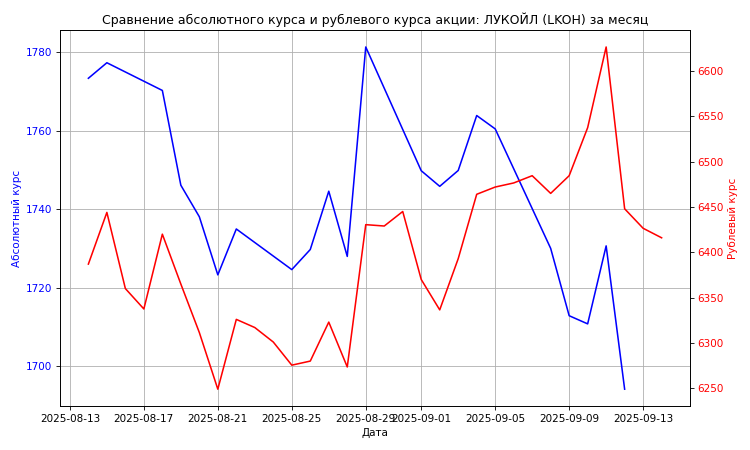 Сравнение абсолютного курса и рублевого курса акции: ЛУКОЙЛ (LKOH) за месяц
1780
1760
1740
1720
1700
Абсолютный курс
6600
6550
6500
6450
6400
6350
6300
6250
Рублевый курс
2025-08-13 2025-08-17 2025-08-21 2025-08-25 2025-08-29 2025-09-01 2025-09-05 2025-09-09 2025-09-13
Дата